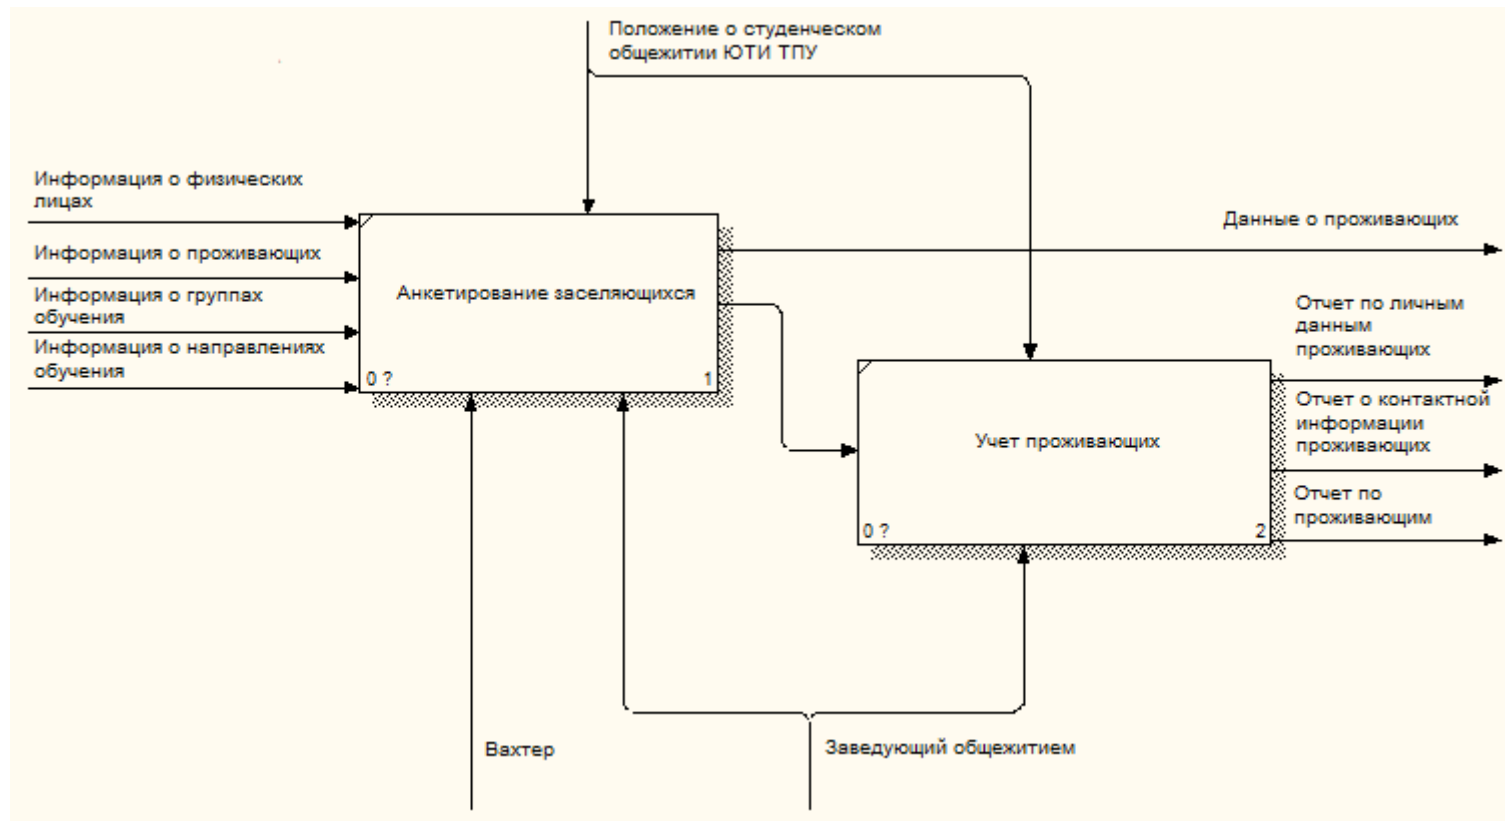 Положение о студенческом
общежитии ЮТИ ТПУ
Информация о физических
лицах
Информация о проживающих
Информация о группах
обучения
Информация о направлениях
обучения
Анкетирование заселяющихся
0 ?
1
Данные о проживающих
Отчет по личным
данным
проживающих
Отчет о контактной
информации
проживающих
Отчет по
проживающим
Учет проживающих
0 ?
2
Вахтер
Заведующий общежитием